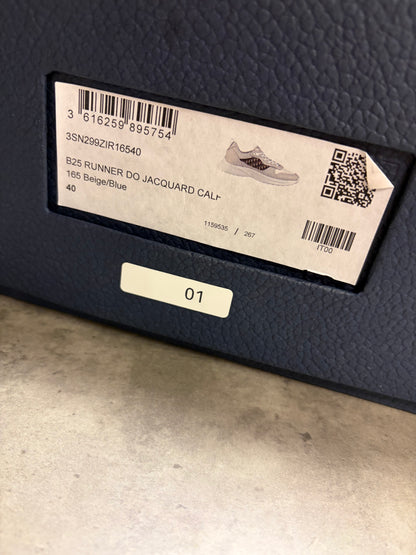 3 616259 895754
3SN299ZIR16540
B25 RUNNER DO JACQUARD CALF
165 Beige/Blue
40
1159535 / 267
IT00
01